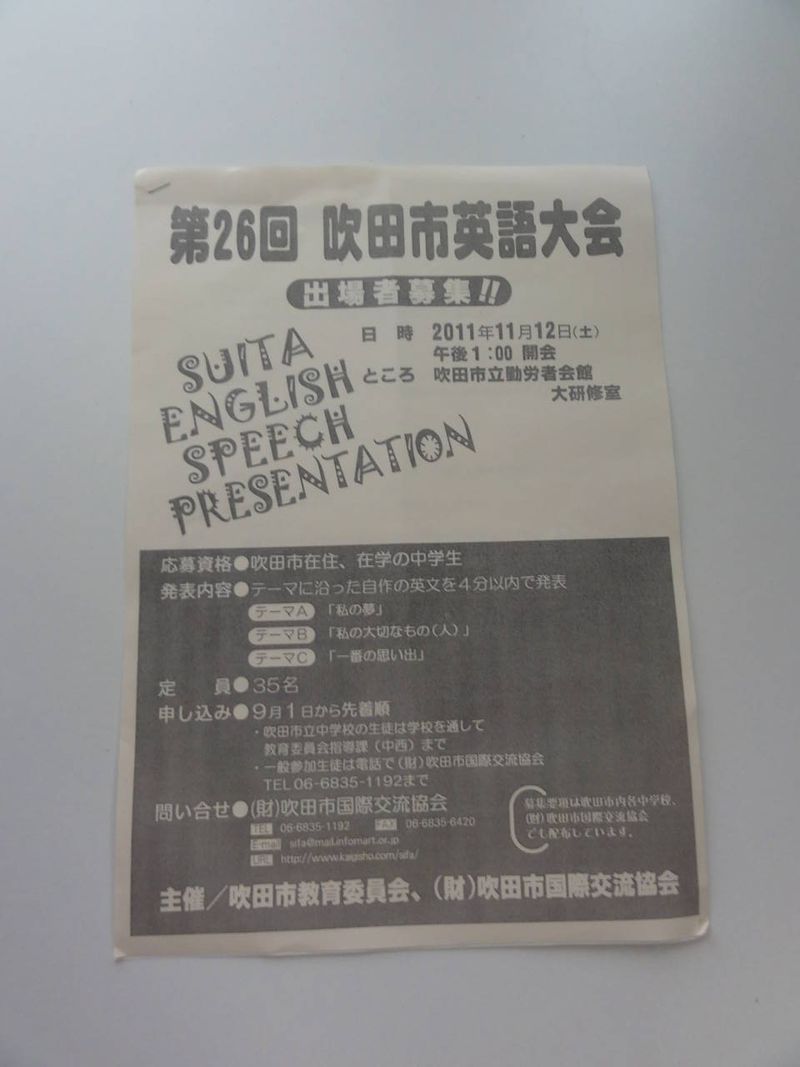 第26回 吹田市英語大会
出場者募集!!
日時 2011年11月12日(土)
午後1:00 開会
ところ 吹田市立勤労者会館
大研修室
SUITA
ENGLISH
SPEECH
PRESENTATION
応募資格●吹田市在住、在学の中学生
発表内容●テーマに沿った自作の英文を4分以内で発表
テーマA 「私の夢」
テーマB 「私の大切なもの(人)」
テーマC 「一番の思い出」
定員●35名
申し込み●9月1日から先着順
・吹田市立中学校の生徒は学校を通して
教育委員会指導課(中西)まで
・一般参加生徒は電話で(財)吹田市国際交流協会
TEL 06-6835-1192まで
問い合せ●(財)吹田市国際交流協会
TEL 06-6835-1192 FAX 06-6835-6420
E-mail sifa@mail.infomart.or.jp
URL http://www.kaigisho.com/sifa/
募集要項は吹田市内各中学校、
(財)吹田市国際交流協会
でも配布しています。
主催/吹田市教育委員会、(財)吹田市国際交流協会